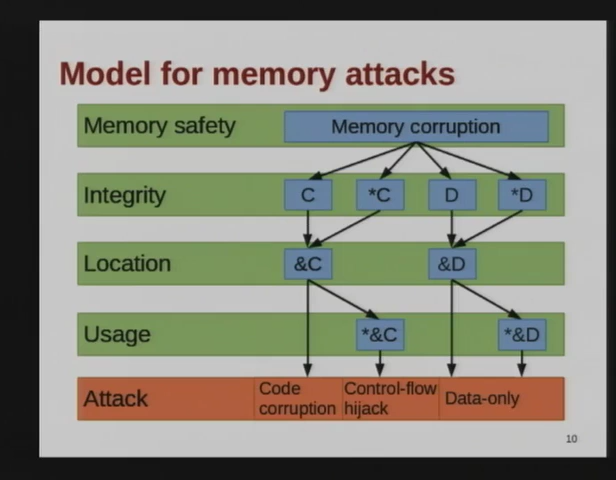 Model for memory attacks
Memory safety
Memory corruption
Integrity
C
*C
D
*D
Location
&C
&D
Usage
*&C
*&D
Attack
Code
corruption
Control-flow
hijack
Data-only
10